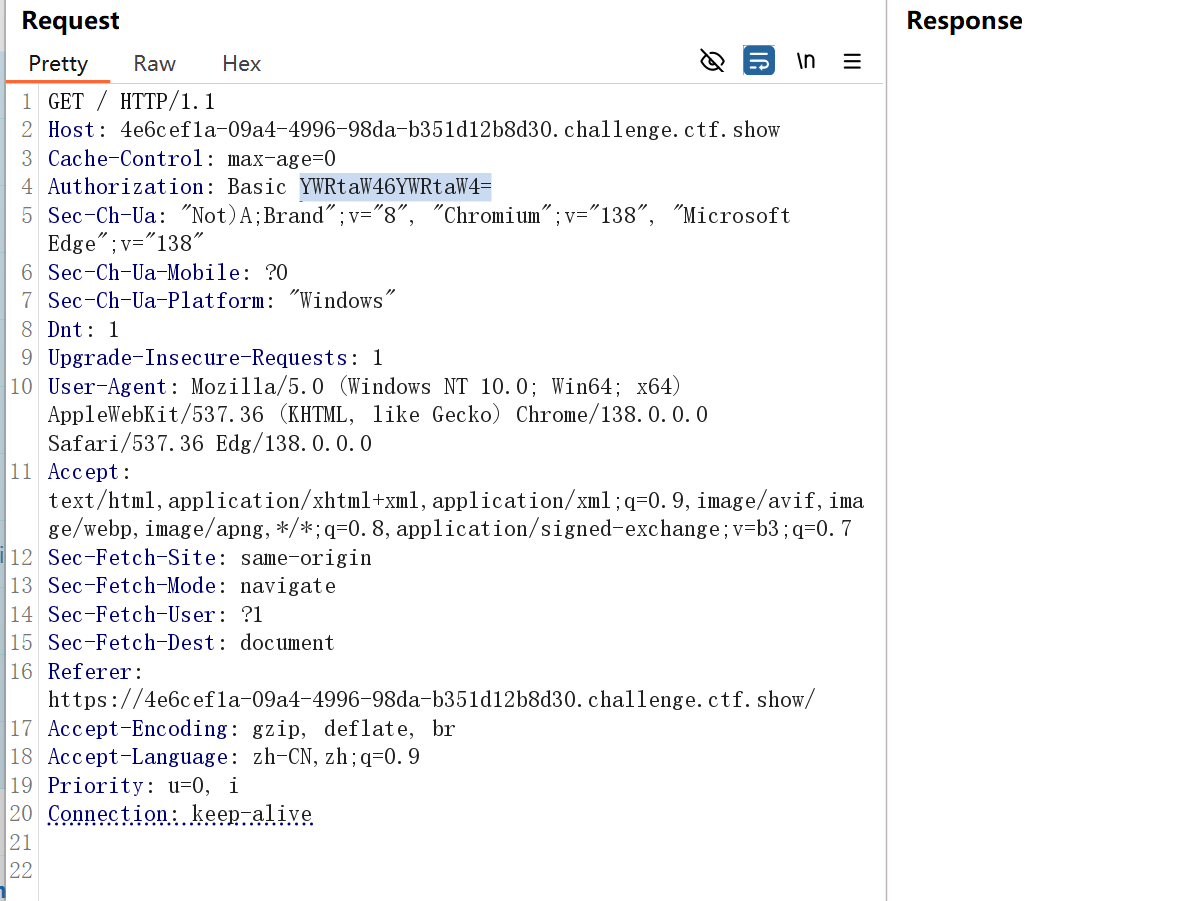 Request
Response
Pretty Raw Hex
\n
1 GET / HTTP/1.1
2 Host: 4e6cef1a-09a4-4996-98da-b351d12b8d30.challenge.ctf.show
3 Cache-Control: max-age=0
4 Authorization: Basic YWRtaW46YWRtaW4=
5 Sec-Ch-Ua: "Not)A;Brand";v="8", "Chromium";v="138", "Microsoft
Edge";v="138"
6 Sec-Ch-Ua-Mobile: ?0
7 Sec-Ch-Ua-Platform: "Windows"
8 Dnt: 1
9 Upgrade-Insecure-Requests: 1
10 User-Agent: Mozilla/5.0 (Windows NT 10.0; Win64; x64)
AppleWebKit/537.36 (KHTML, like Gecko) Chrome/138.0.0.0
Safari/537.36 Edg/138.0.0.0
11 Accept:
text/html,application/xhtml+xml,application/xml;q=0.9,image/avif,ima
ge/webp,image/apng,*/*;q=0.8,application/signed-exchange;v=b3;q=0.7
12 Sec-Fetch-Site: same-origin
13 Sec-Fetch-Mode: navigate
14 Sec-Fetch-User: ?1
15 Sec-Fetch-Dest: document
16 Referer:
https://4e6cef1a-09a4-4996-98da-b351d12b8d30.challenge.ctf.show/
17 Accept-Encoding: gzip, deflate, br
18 Accept-Language: zh-CN,zh;q=0.9
19 Priority: u=0, i
20 Connection: keep-alive
21
22